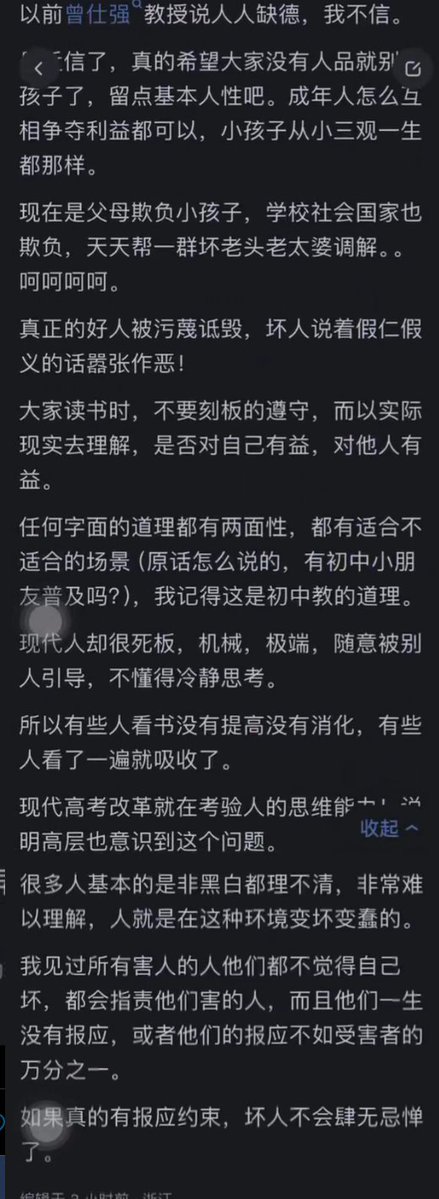 以前曾仕强教授说人人缺德，我不信。
近信了，真的希望大家没有人品就别
孩子了，留点基本人性吧。成年人怎么互
相争夺利益都可以，小孩子从小三观一生
都那样。
现在是父母欺负小孩子，学校社会国家也
欺负，天天帮一群坏老头老太婆调解。。
呵呵呵呵。
真正的好人被污蔑诋毁，坏人说着假仁假
义的话嚣张作恶！
大家读书时，不要刻板的遵守，而以实际
现实去理解，是否对自己有益，对他人有
益。
任何字面的道理都有两面性，都有适合不
适合的场景（原话怎么说的，有初中小朋
友普及吗？），我记得这是初中教的道理。
现代人却很死板，机械，极端，随意被别
人引导，不懂得冷静思考。
所以有些人看书没有提高没有消化，有些
人看了一遍就吸收了。
现代高考改革就在考验人的思维能力！说
明高层也意识到这个问题。
收起
很多人基本的是非黑白都理不清，非常难
以理解，人就是在这种环境变坏变蠢的。
我见过所有害人的人他们都不觉得自己
坏，都会指责他们害的人，而且他们一生
没有报应，或者他们的报应不如受害者的
万分之一。
如果真的有报应约束，坏人不会肆无忌惮
了。
编辑于 2 小时前 · 浙江